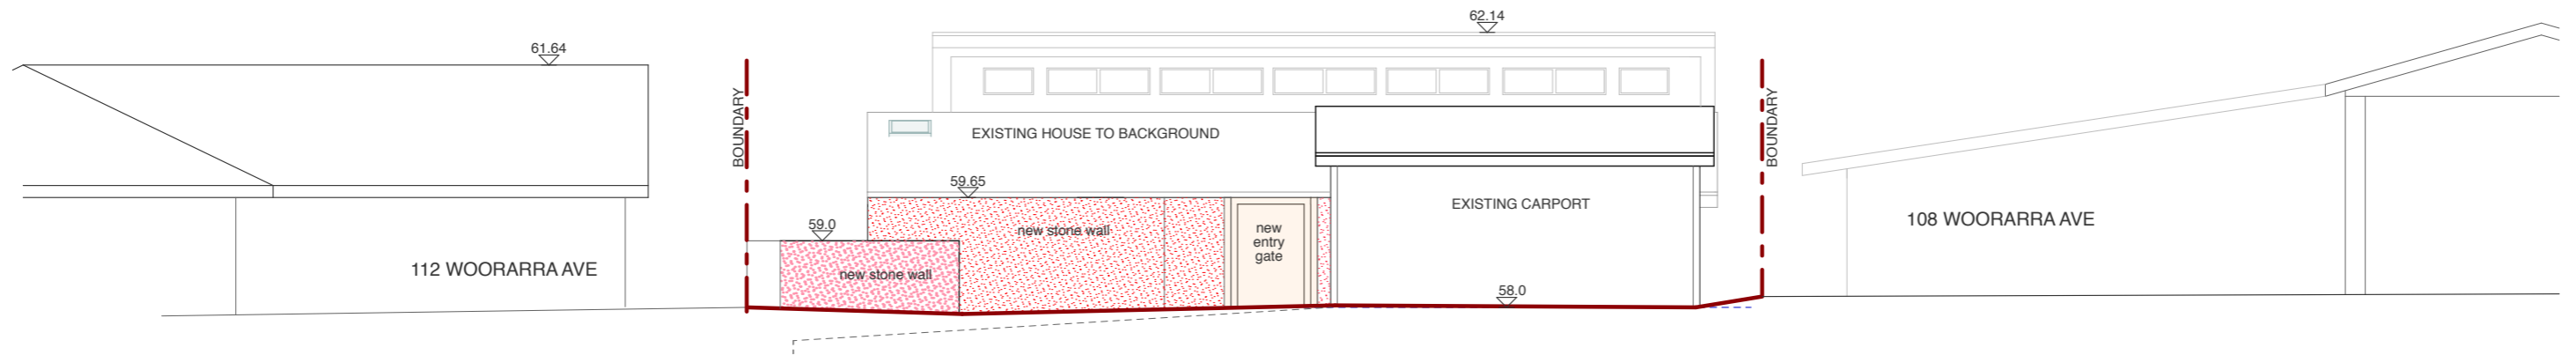 62.14
61.64
BOUNDARY
BOUNDARY
EXISTING HOUSE TO BACKGROUND
59.65
EXISTING CARPORT
59.0
108 WOORARRA AVE
new stone wall
new
entry
gate
112 WOORARRA AVE
new stone wall
58.0